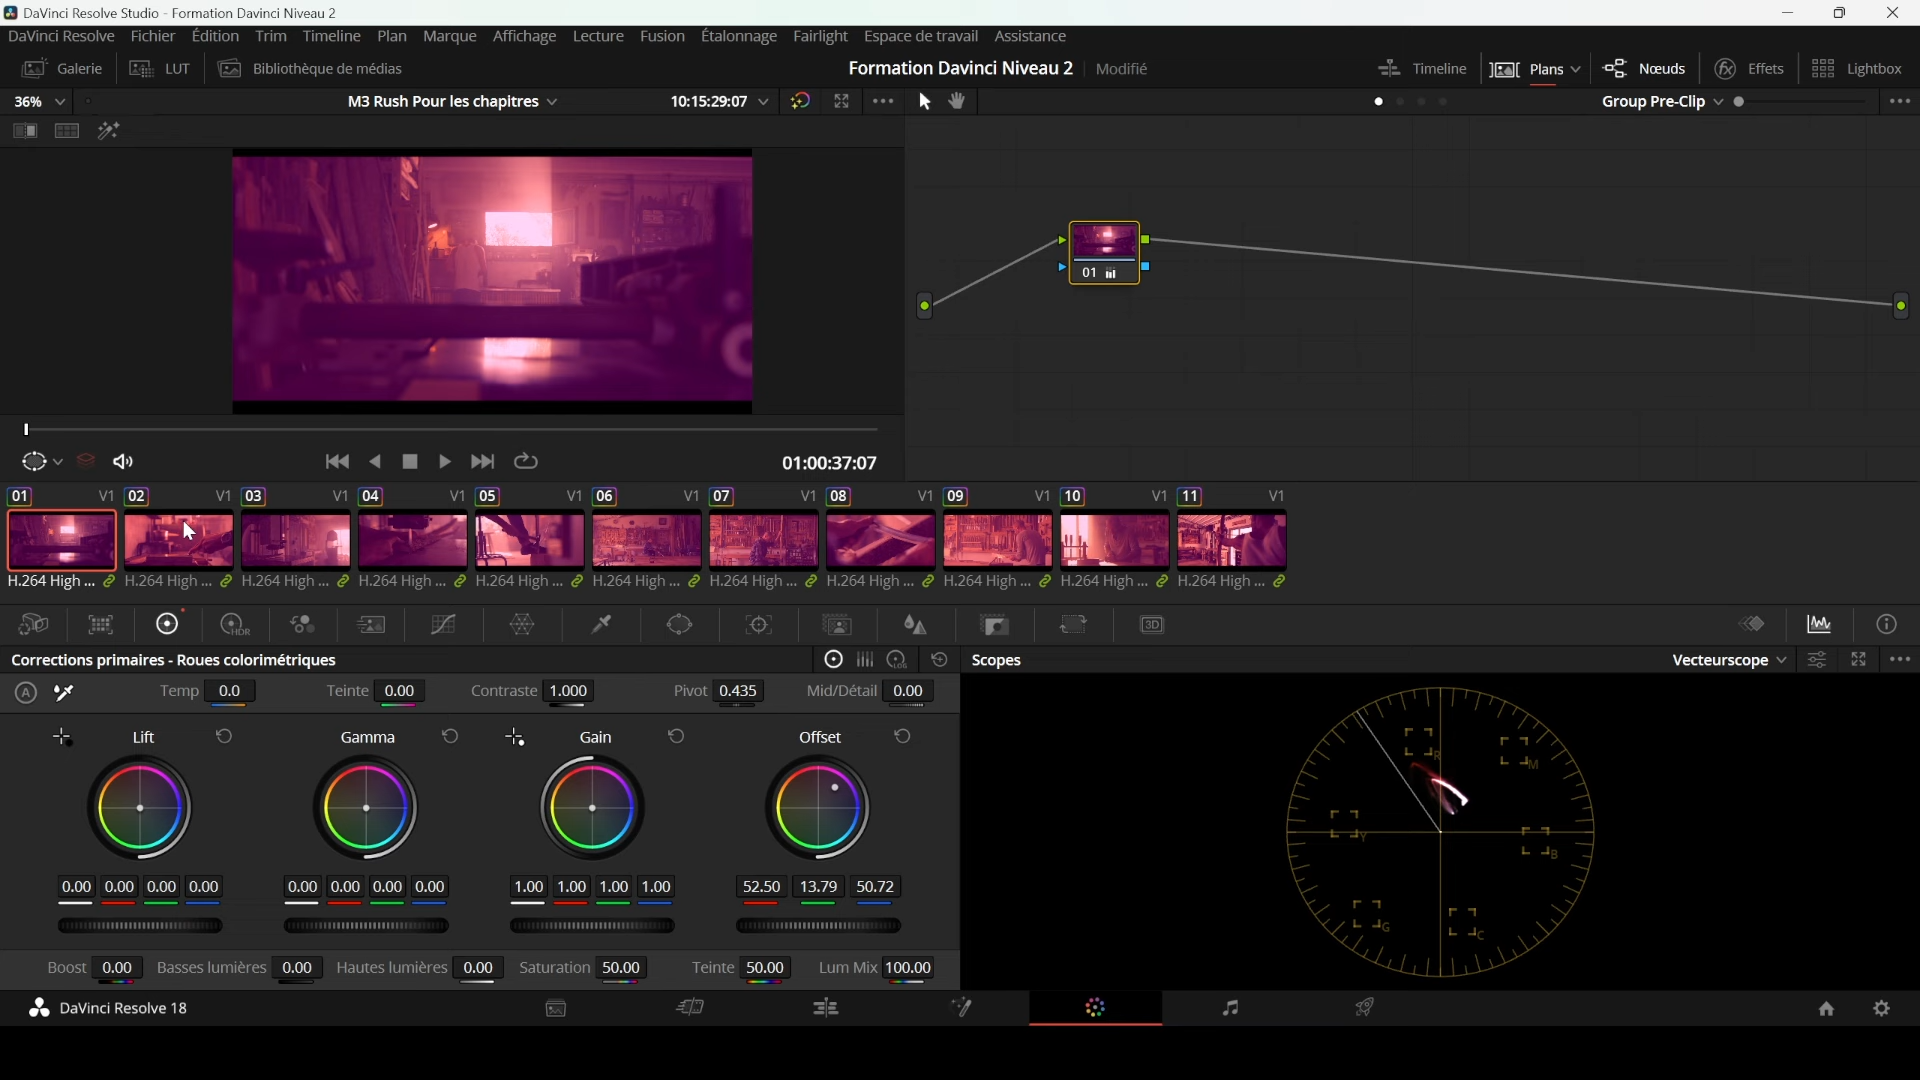 DaVinci Resolve Studio - Formation Davinci Niveau 2
DaVinci Resolve Fichier Édition Trim Timeline Plan Marque Affichage Lecture Fusion Étalonnage Fairlight Espace de travail Assistance
Galerie LUT Bibliothèque de médias Formation Davinci Niveau 2 Modifié Timeline Plans Nœuds Effets Lightbox
36% M3 Rush Pour les chapitres 10:15:29:07 Group Pre-Clip
01
01:00:37:07
01 V1 02 V1 03 V1 04 V1 05 V1 06 V1 07 V1 08 V1 09 V1 10 V1 11 V1
H.264 High ... H.264 High ... H.264 High ... H.264 High ... H.264 High ... H.264 High ... H.264 High ... H.264 High ... H.264 High ... H.264 High ... H.264 High ...
HDR 3D
Corrections primaires - Roues colorimétriques LOG Scopes Vecteurscope
A Temp 0.0 Teinte 0.00 Contraste 1.000 Pivot 0.435 Mid/Détail 0.00
Lift Gamma Gain Offset
R M
Y B
G C
0.00 0.00 0.00 0.00 0.00 0.00 0.00 0.00 1.00 1.00 1.00 1.00 52.50 13.79 50.72
Boost 0.00 Basses lumières 0.00 Hautes lumières 0.00 Saturation 50.00 Teinte 50.00 Lum Mix 100.00
DaVinci Resolve 18